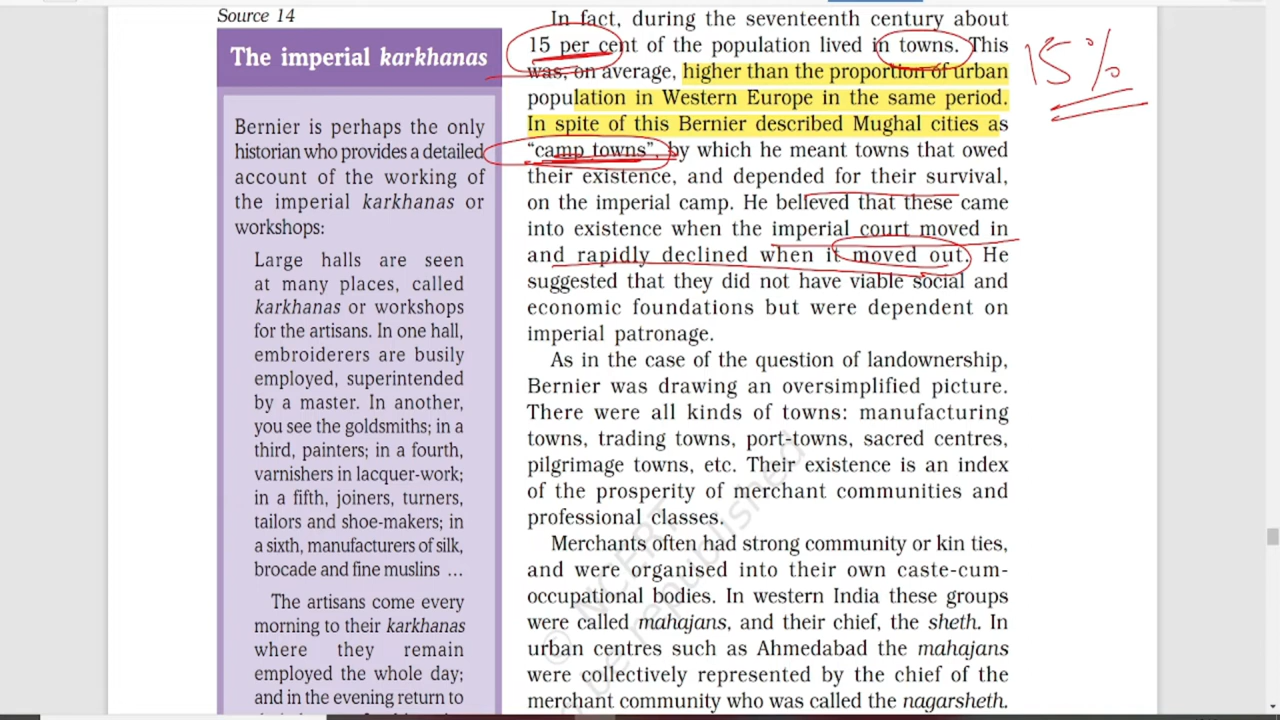 Source 14
The imperial karkhanas
Bernier is perhaps the only
historian who provides a detailed
account of the working of
the imperial karkhanas or
workshops:
Large halls are seen
at many places, called
karkhanas or workshops
for the artisans. In one hall,
embroiderers are busily
employed, superintended
by a master. In another,
you see the goldsmiths; in a
third, painters; in a fourth,
varnishers in lacquer-work;
in a fifth, joiners, turners,
tailors and shoe-makers; in
a sixth, manufacturers of silk,
brocade and fine muslins …
The artisans come every
morning to their karkhanas
where they remain
employed the whole day;
and in the evening return to
In fact, during the seventeenth century about
15 per cent of the population lived in towns. This
was, on average, higher than the proportion of urban
population in Western Europe in the same period.
In spite of this Bernier described Mughal cities as
“camp towns”, by which he meant towns that owed
their existence, and depended for their survival,
on the imperial camp. He believed that these came
into existence when the imperial court moved in
and rapidly declined when it moved out. He
suggested that they did not have viable social and
economic foundations but were dependent on
imperial patronage.
As in the case of the question of landownership,
Bernier was drawing an oversimplified picture.
There were all kinds of towns: manufacturing
towns, trading towns, port-towns, sacred centres,
pilgrimage towns, etc. Their existence is an index
of the prosperity of merchant communities and
professional classes.
Merchants often had strong community or kin ties,
and were organised into their own caste-cum-
occupational bodies. In western India these groups
were called mahajans, and their chief, the sheth. In
urban centres such as Ahmedabad the mahajans
were collectively represented by the chief of the
merchant community who was called the nagarsheth.
15%
© NCERT
be republished